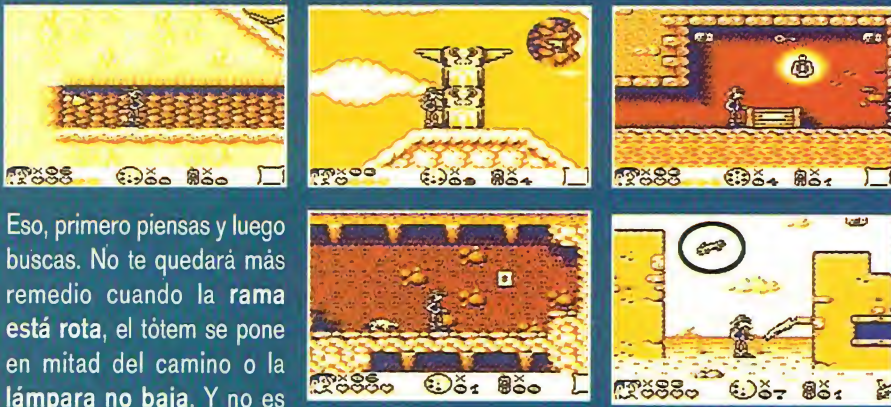 Eso, primero piensas y luego
buscas. No te quedará más
remedio cuando la rama
está rota, el tótem se pone
en mitad del camino o la
lámpara no baja. Y no es